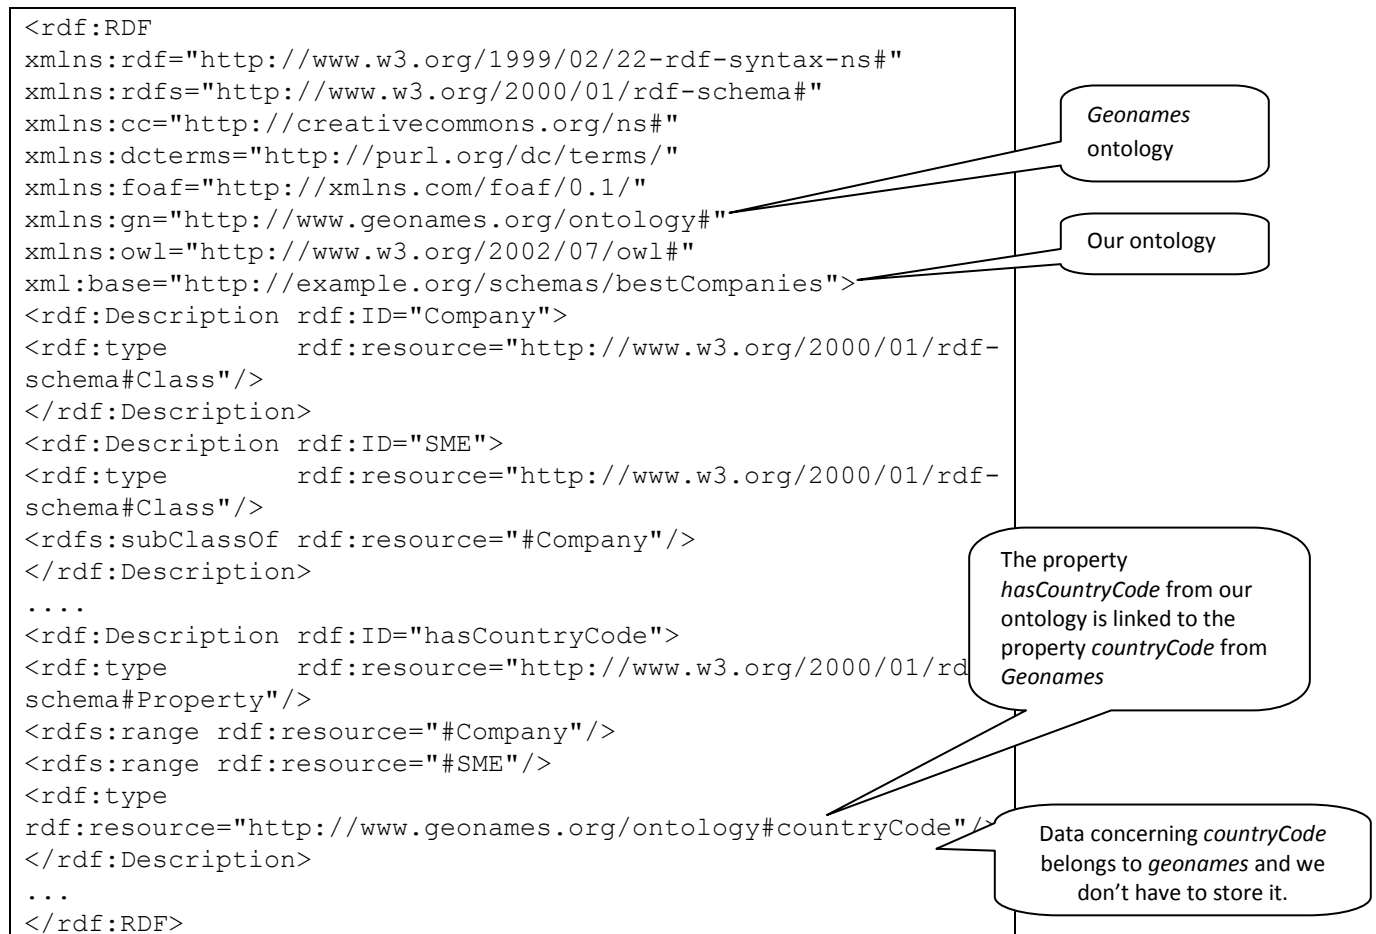 <rdf:RDF
xmlns:rdf="http://www.w3.org/1999/02/22-rdf-syntax-ns#"
xmlns:rdfs="http://www.w3.org/2000/01/rdf-schema#"
xmlns:cc="http://creativecommons.org/ns#"
xmlns:dcterms="http://purl.org/dc/terms/"
xmlns:foaf="http://xmlns.com/foaf/0.1/"
xmlns:gn="http://www.geonames.org/ontology#"
xmlns:owl="http://www.w3.org/2002/07/owl#"
xml:base="http://example.org/schemas/bestCompanies">
<rdf:Description rdf:ID="Company">
<rdf:type rdf:resource="http://www.w3.org/2000/01/rdf-
schema#Class"/>
</rdf:Description>
<rdf:Description rdf:ID="SME">
<rdf:type rdf:resource="http://www.w3.org/2000/01/rdf-
schema#Class"/>
<rdfs:subClassOf rdf:resource="#Company"/>
</rdf:Description>
....
<rdf:Description rdf:ID="hasCountryCode">
<rdf:type rdf:resource="http://www.w3.org/2000/01/rd
schema#Property"/>
<rdfs:range rdf:resource="#Company"/>
<rdfs:range rdf:resource="#SME"/>
<rdf:type
rdf:resource="http://www.geonames.org/ontology#countryCode"/>
</rdf:Description>
...
</rdf:RDF>
Geonames
ontology
Our ontology
The property
hasCountryCode from our
ontology is linked to the
property countryCode from
Geonames
Data concerning countryCode
belongs to geonames and we
don't have to store it.